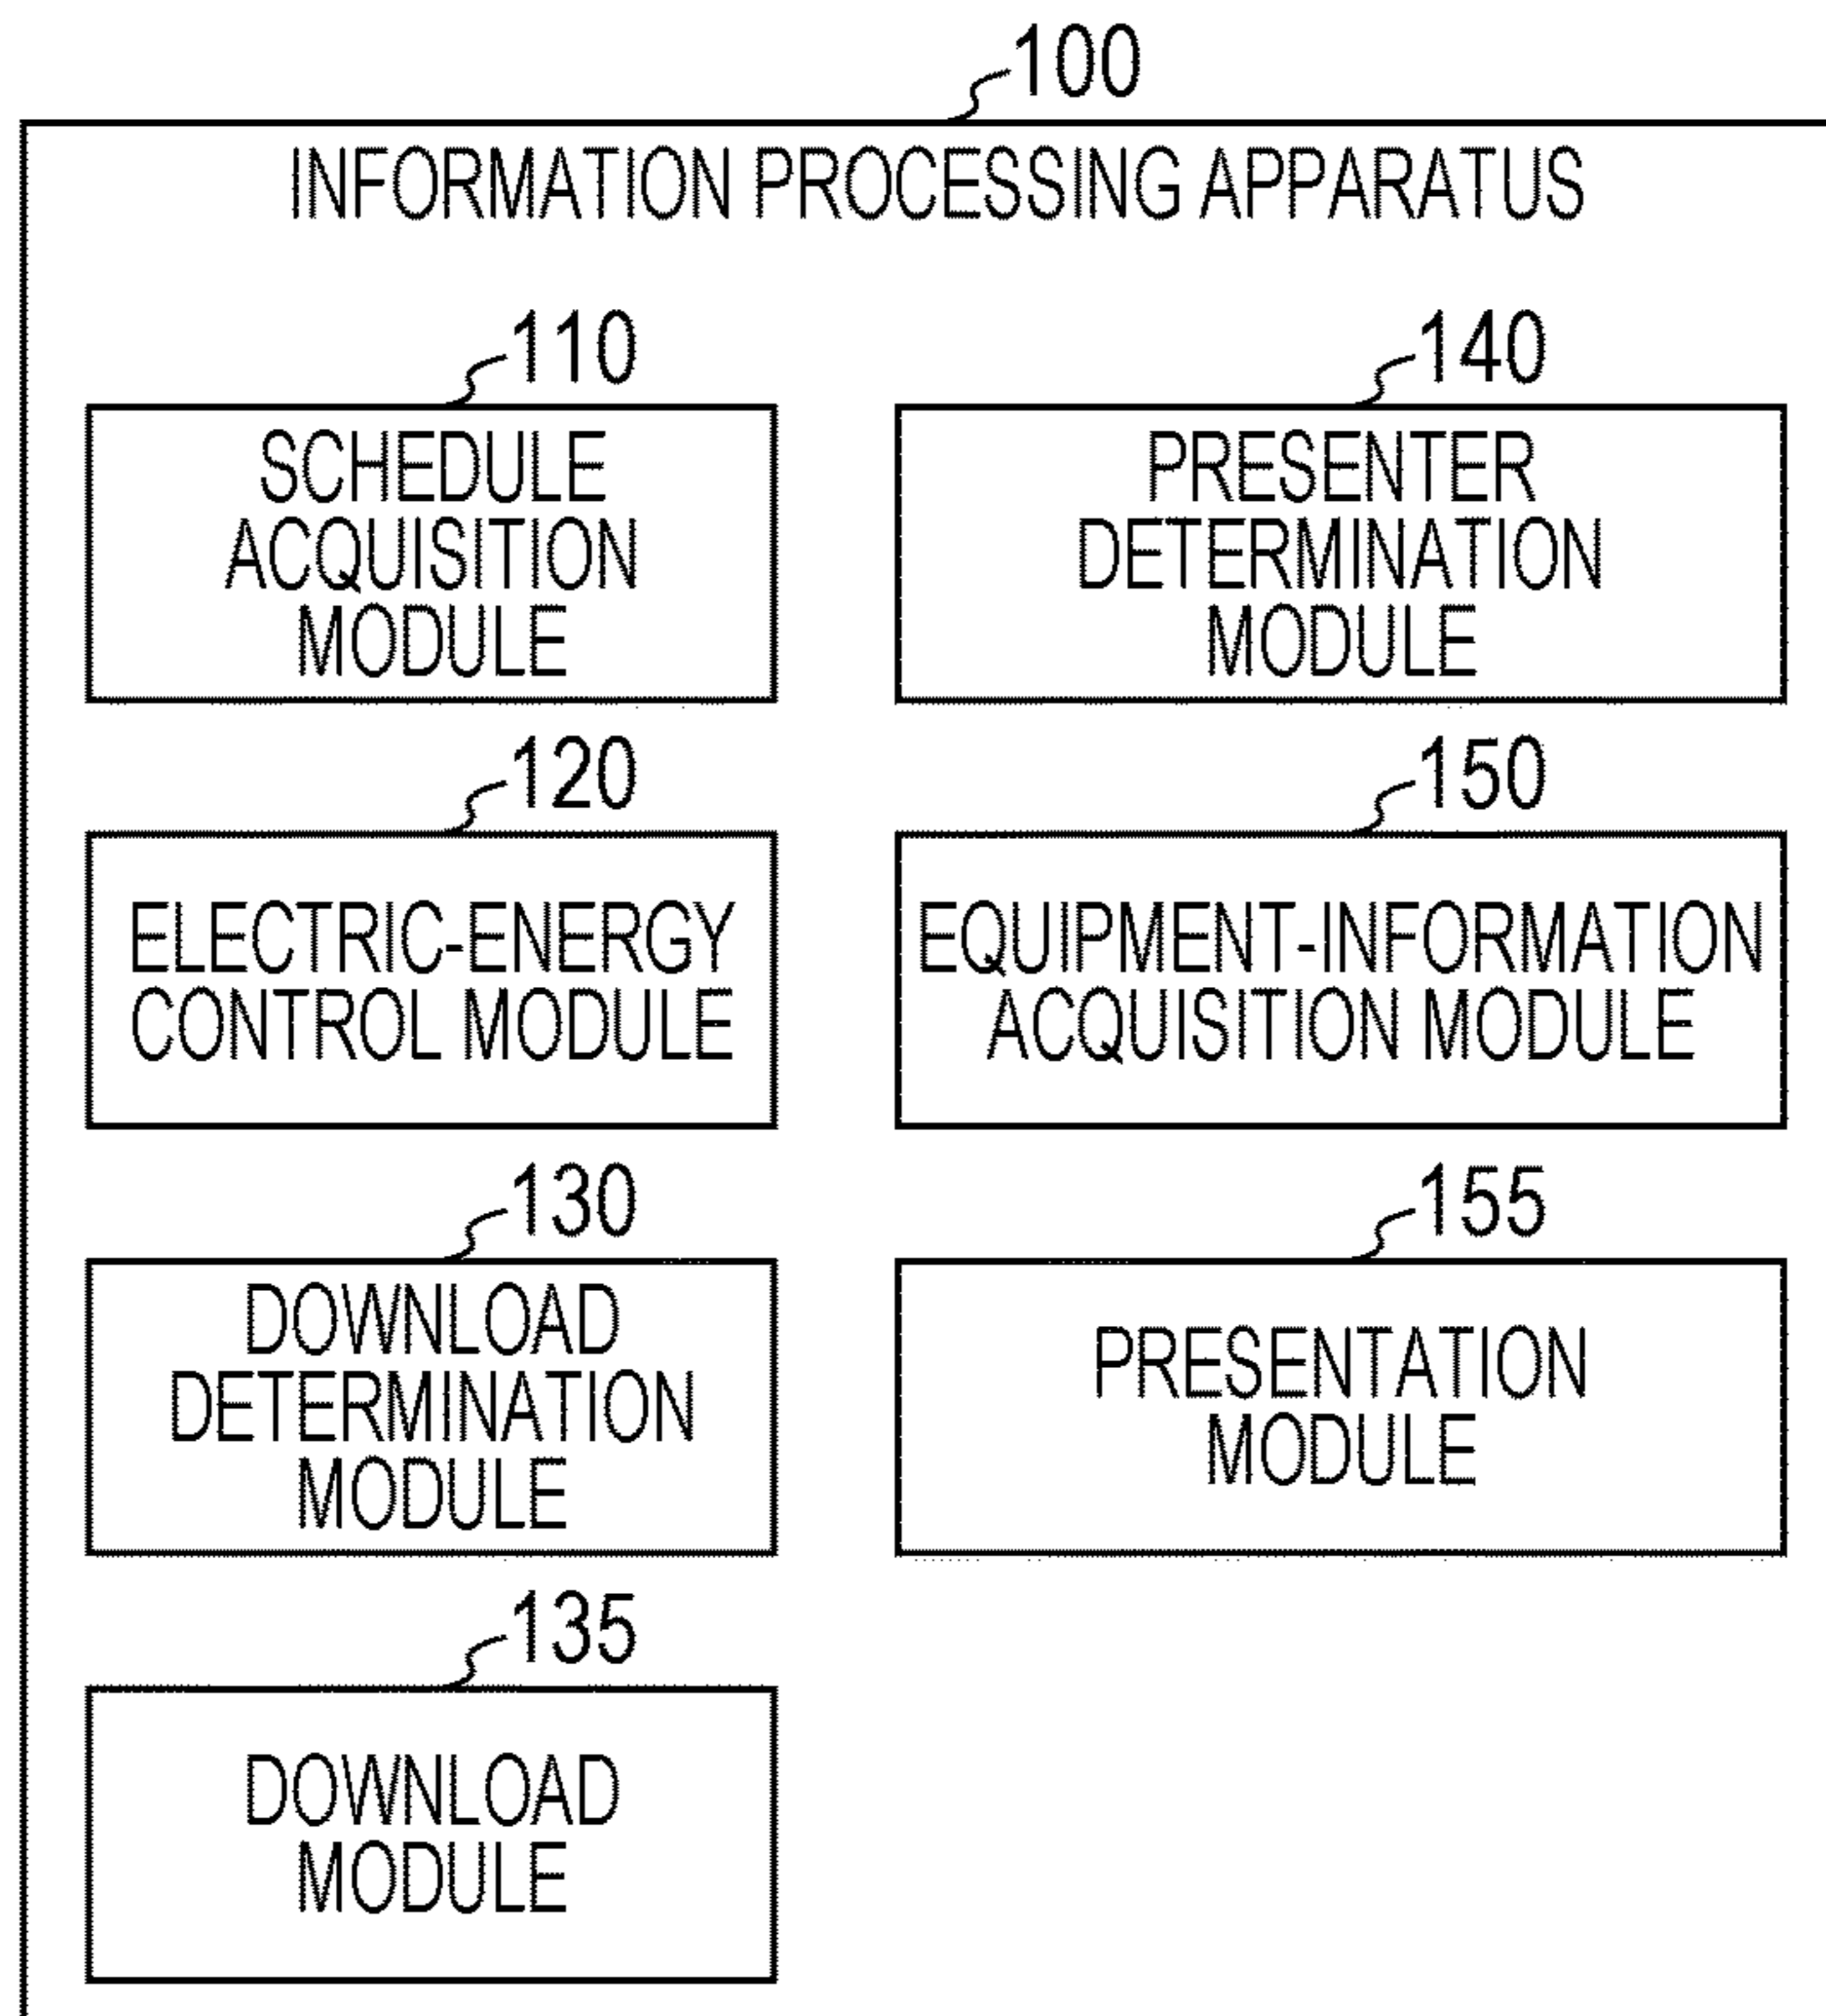 100
INFORMATION PROCESSING APPARATUS
110
SCHEDULE
ACQUISITION
MODULE
140
PRESENTER
DETERMINATION
MODULE
120
ELECTRIC-ENERGY
CONTROL MODULE
150
EQUIPMENT-INFORMATION
ACQUISITION MODULE
130
DOWNLOAD
DETERMINATION
MODULE
155
PRESENTATION
MODULE
135
DOWNLOAD
MODULE